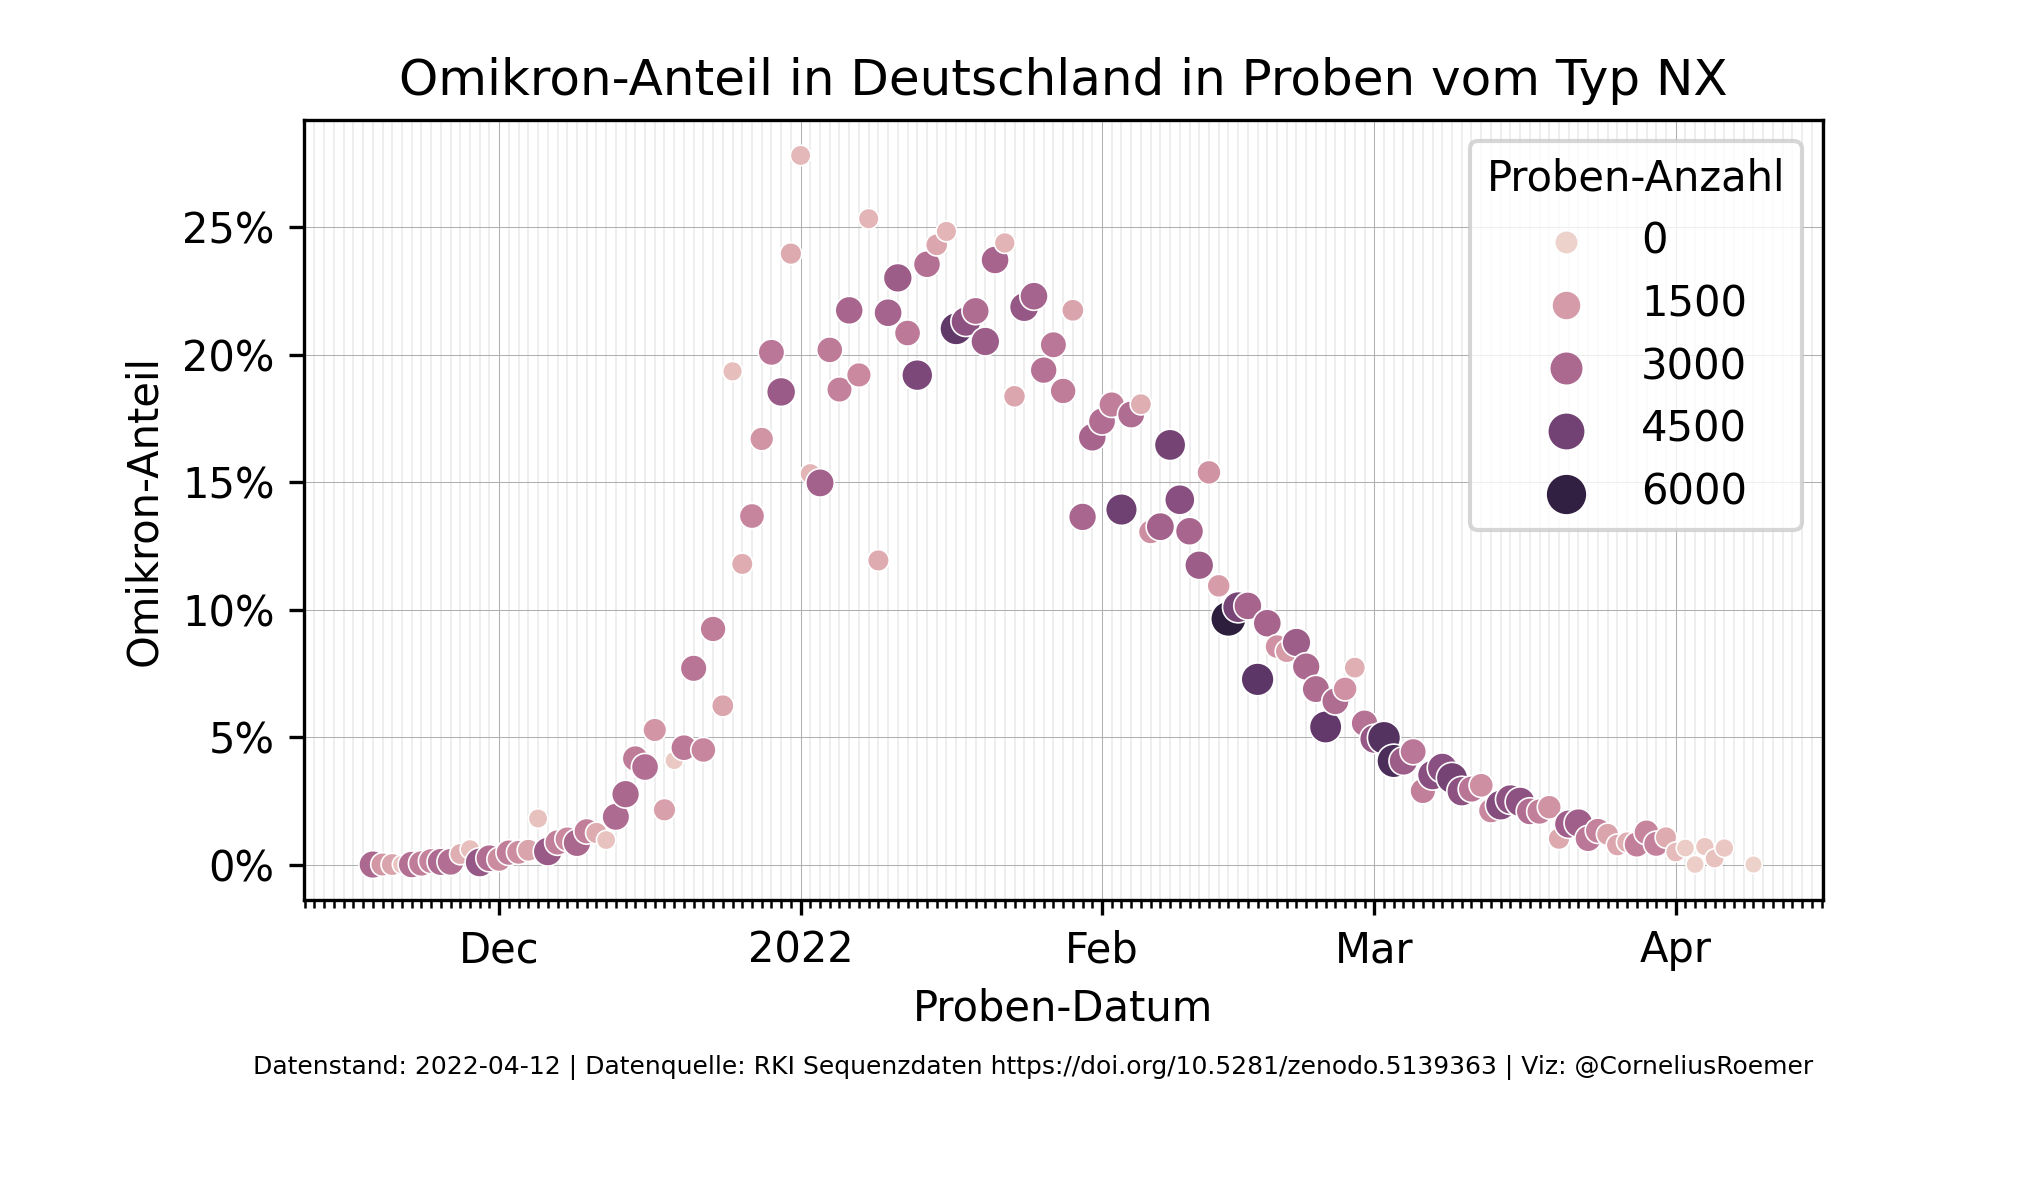 Omikron-Anteil in Deutschland in Proben vom Typ NX
Proben-Anzahl
0
1500
3000
4500
6000
Omikron-Anteil
25%
20%
15%
10%
5%
0%
Dec
2022
Feb
Mar
Apr
Proben-Datum
Datenstand: 2022-04-12 | Datenquelle: RKI Sequenzdaten https://doi.org/10.5281/zenodo.5139363 | Viz: @CorneliusRoemer